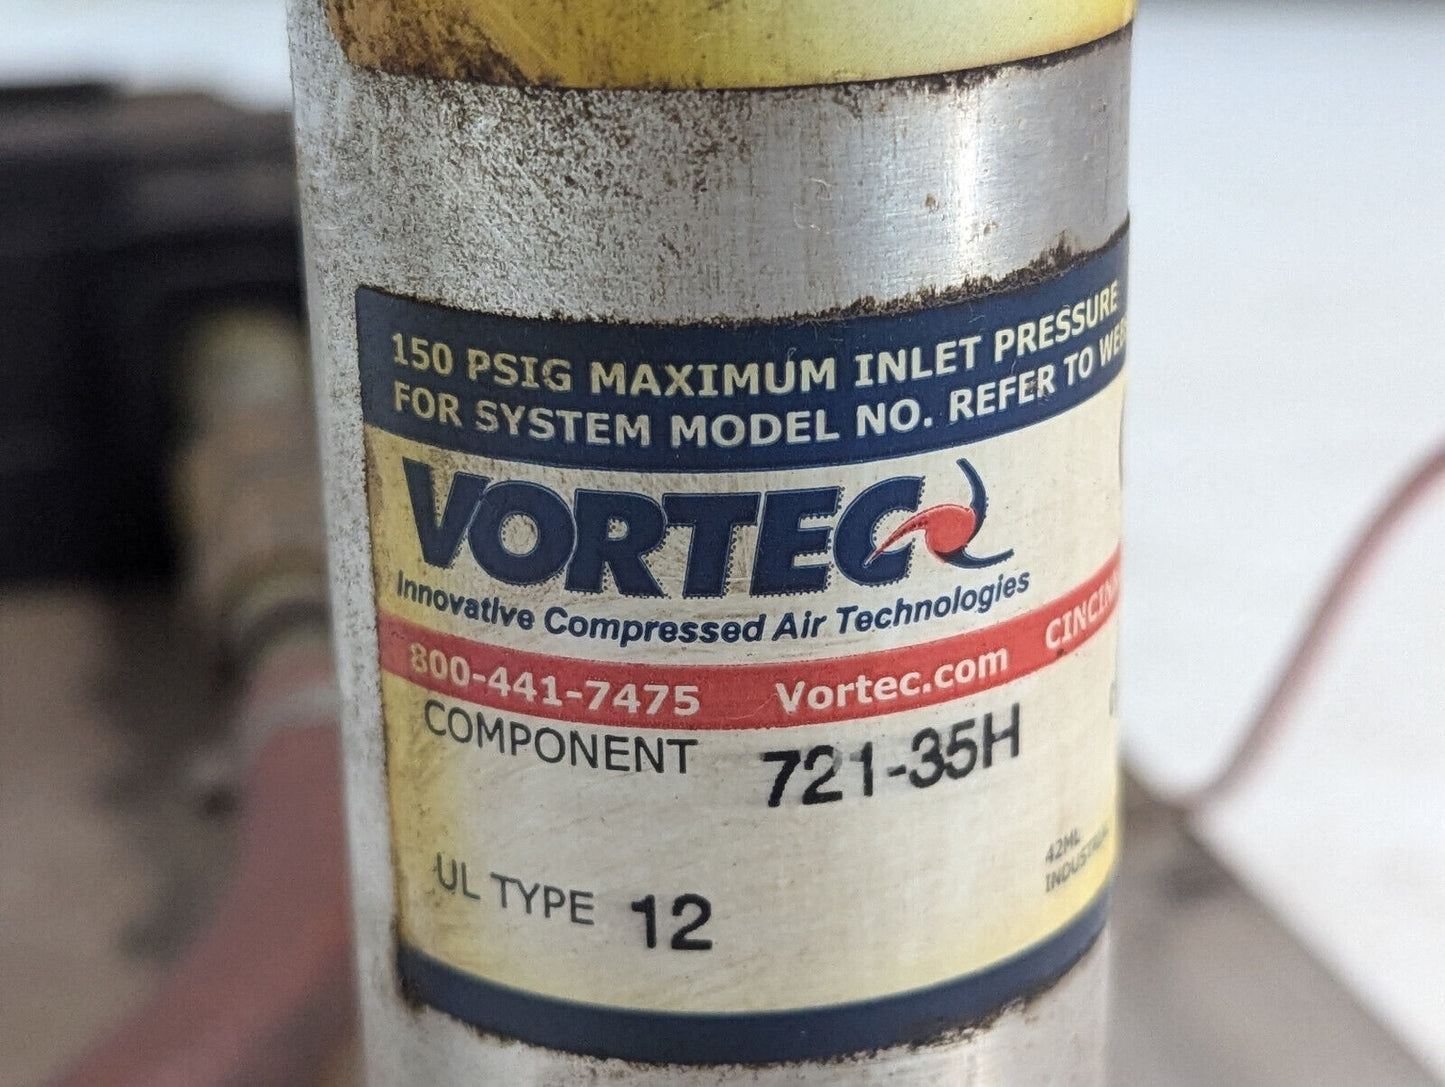 150 PSIG MAXIMUM INLET PRESSURE
FOR SYSTEM MODEL NO. REFER TO
VORTEC
Innovative Compressed Air Technologies
800-441-7475 Vortec.com
COMPONENT 721-35H
UL TYPE 12
42ML